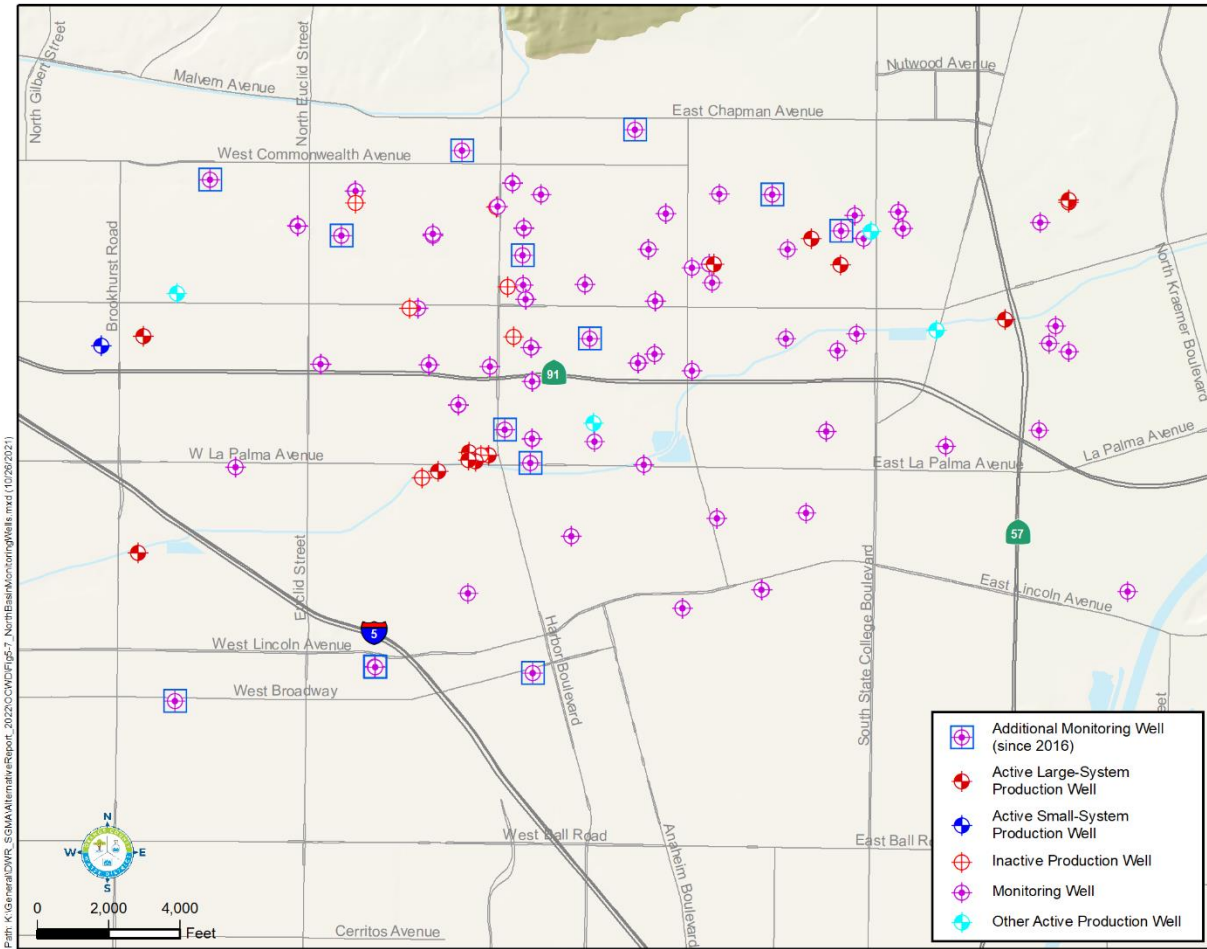 Nutwood Avenue
North Gilbert Street
North Euclid Street
Malvern Avenue
East Chapman Avenue
West Commonwealth Avenue
Brookhurst Road
North Kraemer Boulevard
91
W La Palma Avenue
East La Palma Avenue
La Palma Avenue
57
Euclid Street
East Lincoln Avenue
5
West Lincoln Avenue
Harbor Boulevard
South State College Boulevard
West Broadway
West Ball Road
East Ball R
Anaheim Boulevard
Cerritos Avenue
reet
Additional Monitoring Well
(since 2016)
Active Large-System
Production Well
Active Small-System
Production Well
Inactive Production Well
Monitoring Well
Other Active Production Well
N
W
E
S
0 2,000 4,000
Feet
Path: K:\General\DWR_SGMA\AlternativeReport_2022\OCWD\Fig5-7_NorthBasinMonitoringWells.mxd (10/26/2021)